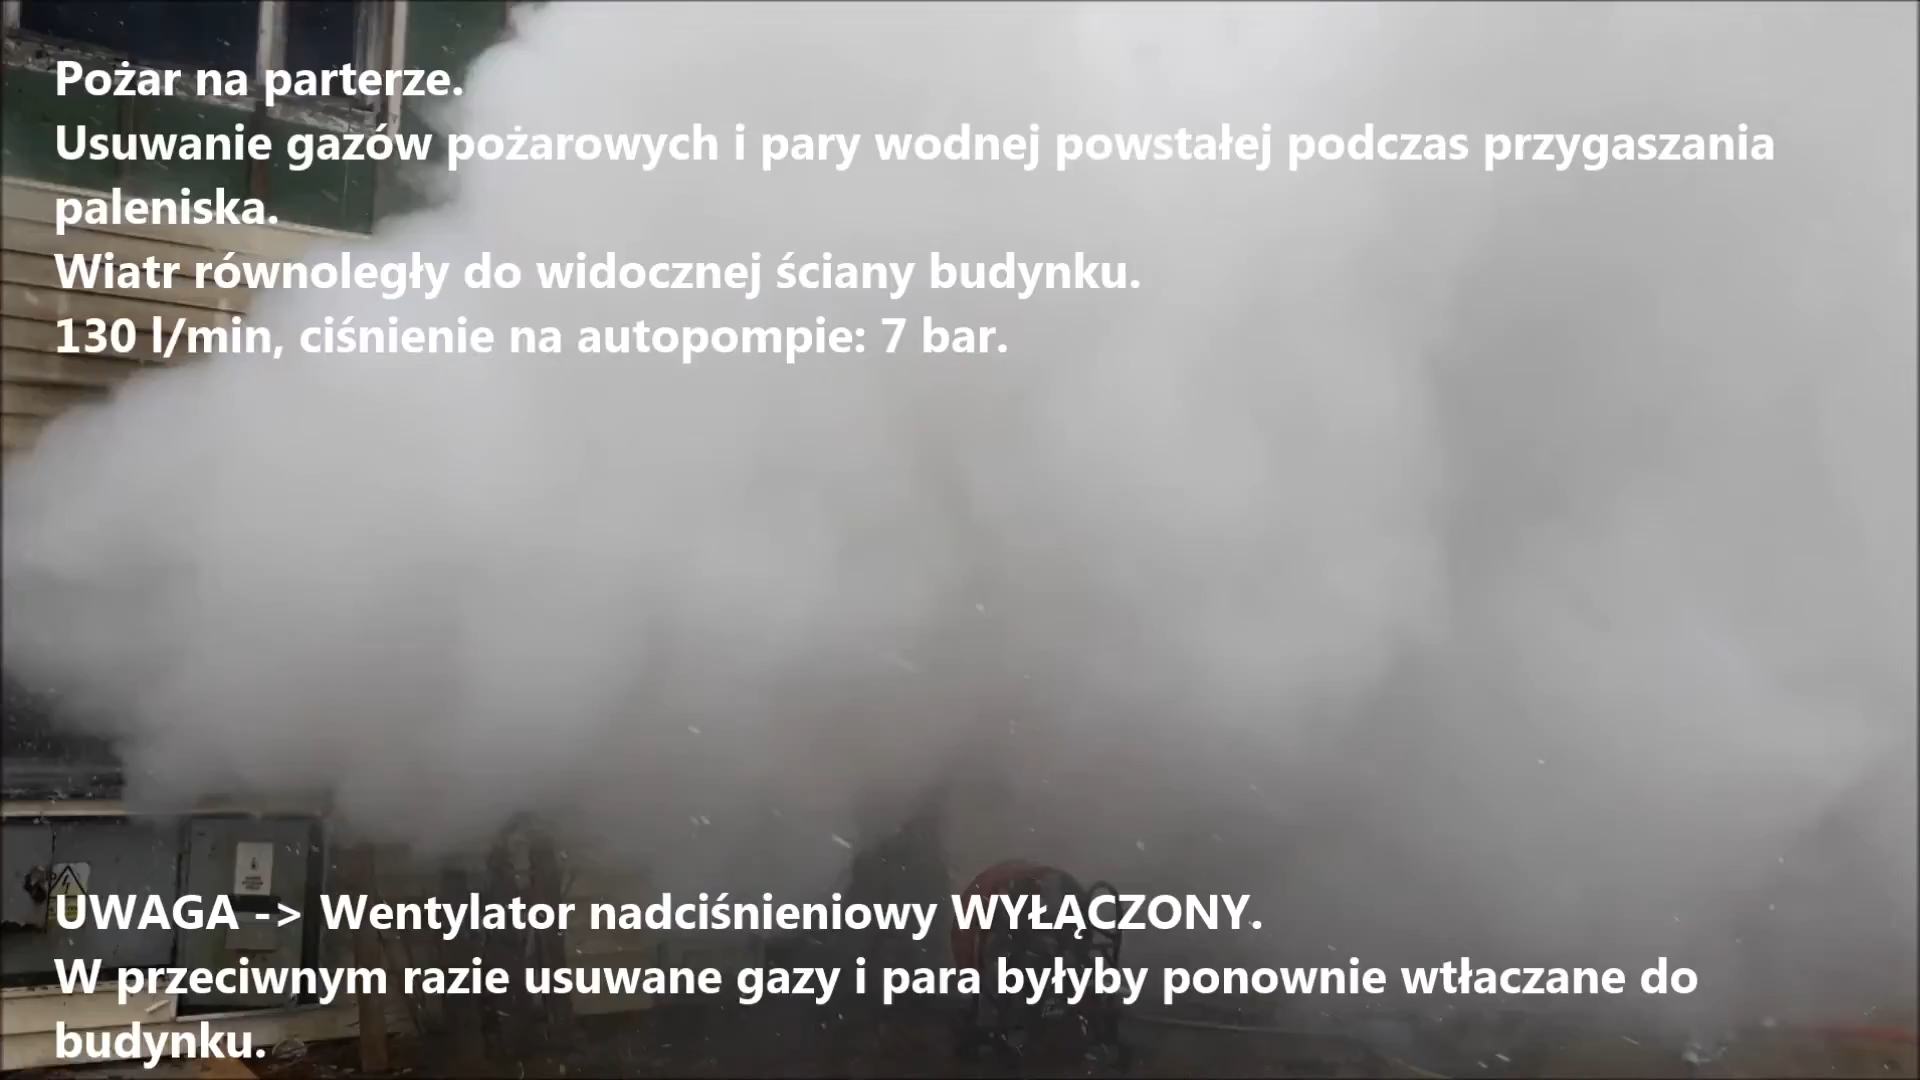 Pożar na parterze.
Usuwanie gazów pożarowych i pary wodnej powstałej podczas przygaszania
paleniska.
Wiatr równoległy do widocznej ściany budynku.
130 l/min, ciśnienie na autopompie: 7 bar.
UWAGA -> Wentylator nadciśnieniowy WYŁĄCZONY.
W przeciwnym razie usuwane gazy i para byłyby ponownie wtłaczane do
budynku.